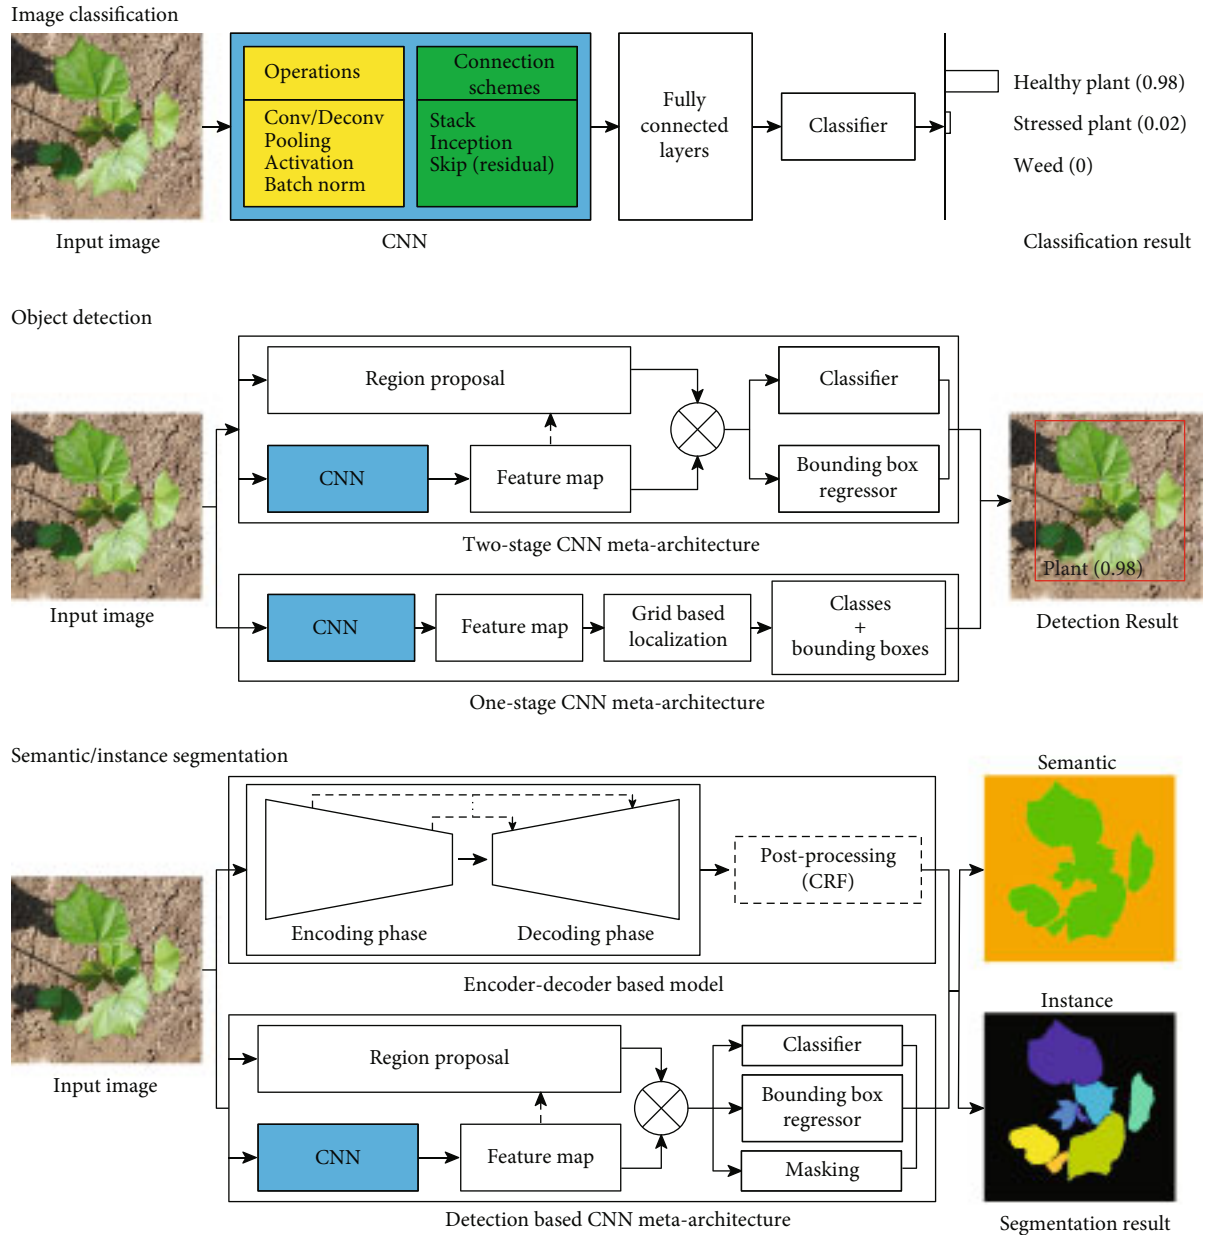 Image classification
Operations
Conv/Deconv
Pooling
Activation
Batch norm
Connection
schemes
Stack
Inception
Skip (residual)
Fully
connected
layers
Classifier
Healthy plant (0.98)
Stressed plant (0.02)
Weed (0)
Input image
CNN
Classification result
Object detection
Region proposal
CNN
Feature map
Classifier
Bounding box
regressor
Two-stage CNN meta-architecture
Input image
CNN
Feature map
Grid based
localization
Classes
+
bounding boxes
One-stage CNN meta-architecture
Plant (0.98)
Detection Result
Semantic/instance segmentation
Encoding phase
Decoding phase
Post-processing
(CRF)
Encoder-decoder based model
Input image
Region proposal
CNN
Feature map
Classifier
Bounding box
regressor
Masking
Detection based CNN meta-architecture
Semantic
Instance
Segmentation result